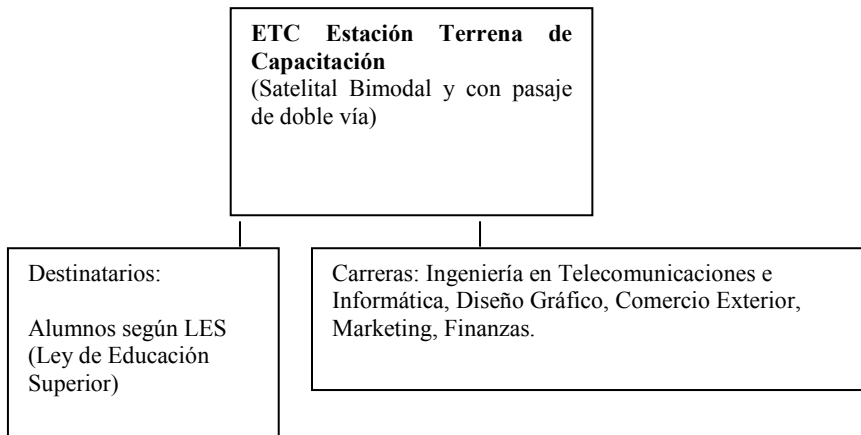 ETC Estación Terrena de
Capacitación
(Satelital Bimodal y con pasaje
de doble vía)
Destinatarios:
Alumnos según LES
(Ley de Educación
Superior)
Carreras: Ingeniería en Telecomunicaciones e
Informática, Diseño Gráfico, Comercio Exterior,
Marketing, Finanzas.